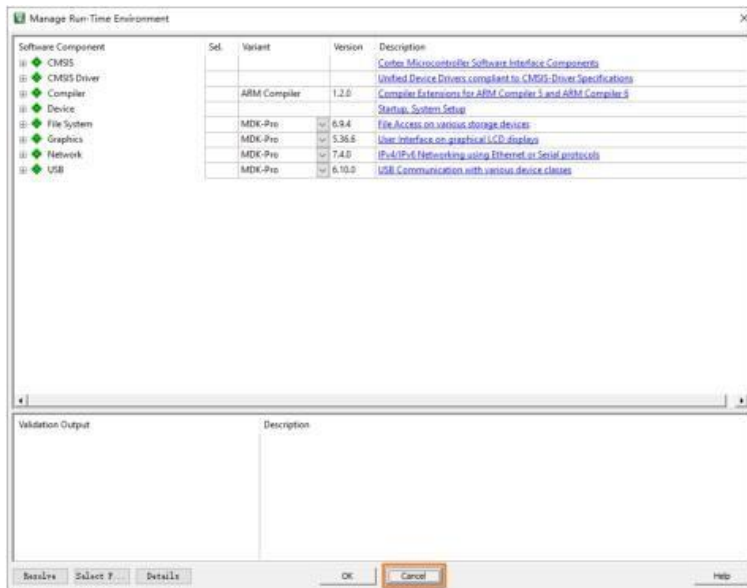 Manage Run-Time Environment
Software Component Sel. Variant Version Description
CMSIS Cortex Microcontroller Software Interface Components
CMSIS Driver Unified Device Drivers compliant to CMSIS-Driver Specifications
Compiler ARM Compiler 1.2.0 Compiler Extensions for ARM Compiler 5 and ARM Compiler 6
Device Startup, System Setup
File System MDK-Pro 6.9.4 File Access on various storage devices
Graphics MDK-Pro 5.36.6 User Interface on graphical LCD displays
Network MDK-Pro 7.4.0 IPv4/IPv6 Networking using Ethernet or Serial protocols
USB MDK-Pro 6.10.0 USB Communication with various device classes
Validation Output Description
Resolve Select P... Details OK Cancel Help